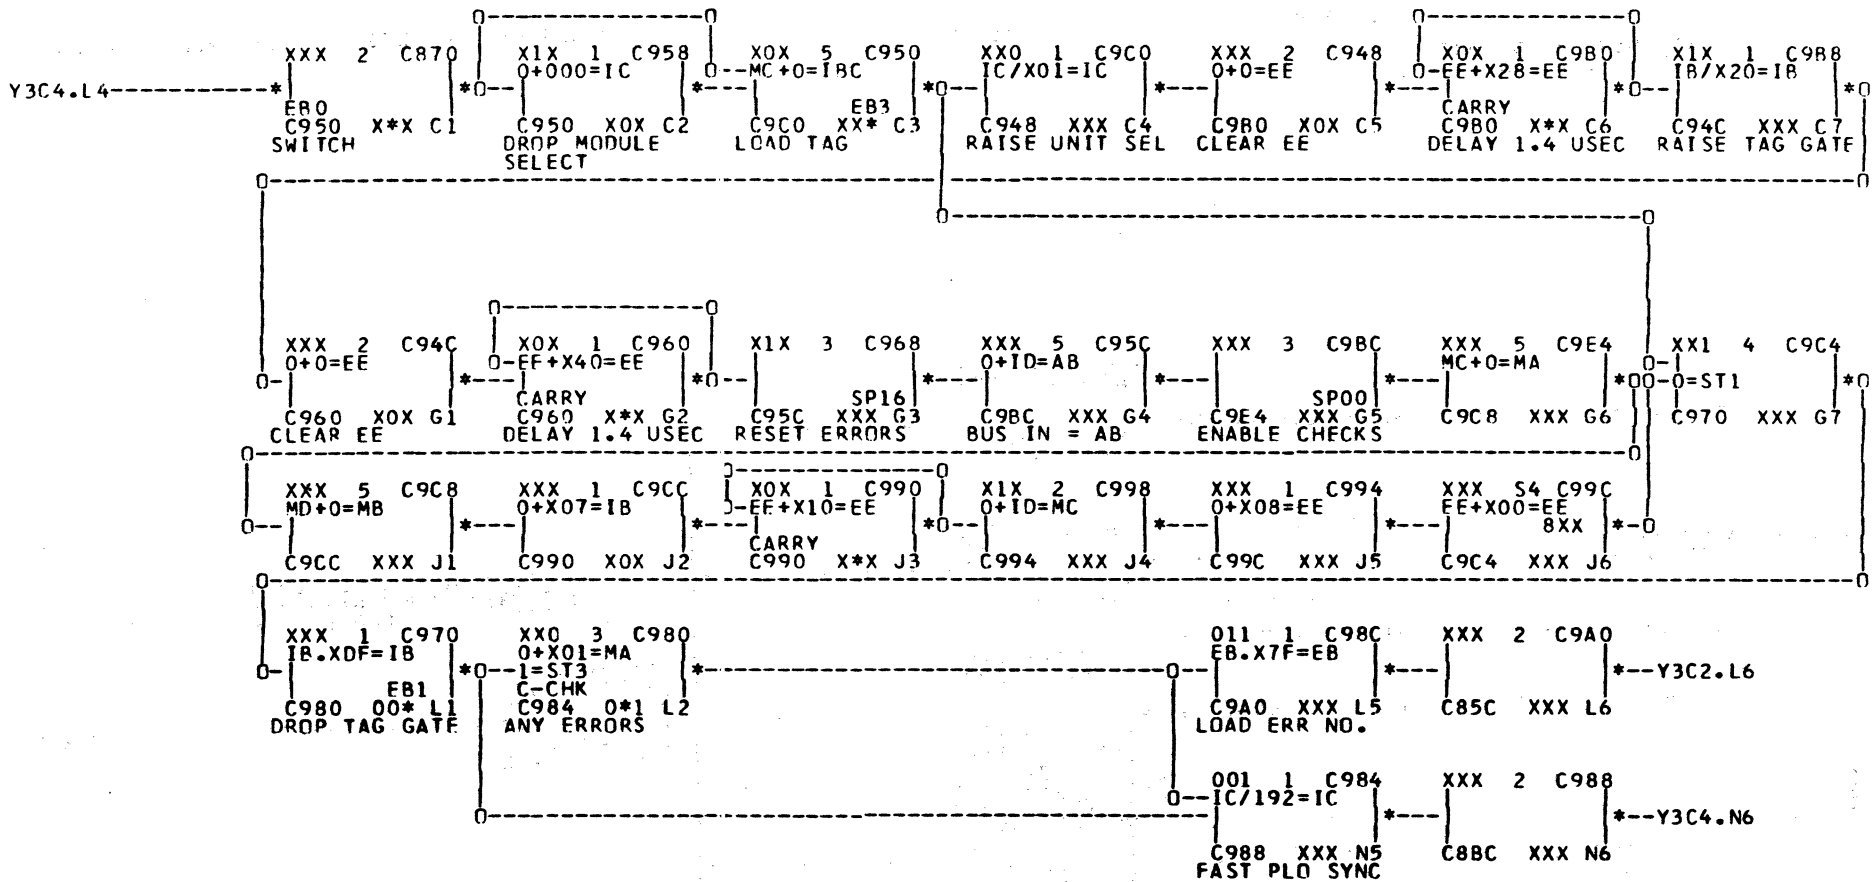 XXX 2 C870
X1X 1 C958
X0X 5 C950
XX0 1 C9C0
XXX 2 C948
X0X 1 C9B0
X1X 1 C9B8
0+000=IC
MC+0=IBC
IC/X01=IC
0+0=EE
EE+X28=EE
IB/X20=IB
Y3C4.L4
EB0
EB3
CARRY
C950 X*X C1
C950 X0X C2
C9C0 XX* C3
C948 XXX C4
C9B0 X0X C5
C9B0 X*X C6
C94C XXX C7
SWITCH
DROP MODULE
LOAD TAG
RAISE UNIT SEL
CLEAR EE
DELAY 1.4 USEC
RAISE TAG GATE
SELECT
XXX 2 C94C
X0X 1 C960
X1X 3 C968
XXX 5 C95C
XXX 3 C9BC
XXX 5 C9E4
XX1 4 C9C4
0+0=EE
EE+X40=EE
0+ID=AB
MC+0=MA
0=ST1
CARRY
SP16
SP00
C960 X0X G1
C960 X*X G2
C95C XXX G3
C9BC XXX G4
C9E4 XXX G5
C9C8 XXX G6
C970 XXX G7
CLEAR EE
DELAY 1.4 USEC
RESET ERRORS
BUS IN = AB
ENABLE CHECKS
XXX 5 C9C8
XXX 1 C9CC
X0X 1 C990
X1X 2 C998
XXX 1 C994
XXX S4 C99C
MD+0=MB
0+X07=IB
EE+X10=EE
0+ID=MC
0+X08=EE
EE+X00=EE
8XX
CARRY
C9CC XXX J1
C990 X0X J2
C990 X*X J3
C994 XXX J4
C99C XXX J5
C9C4 XXX J6
XXX 1 C970
XX0 3 C980
011 1 C98C
XXX 2 C9A0
IB.XDF=IB
0+X01=MA
EB.X7F=EB
1=ST3
Y3C2.L6
EB1
C-CHK
C980 00* L1
C984 0*1 L2
C9A0 XXX L5
C85C XXX L6
DROP TAG GATE
ANY ERRORS
LOAD ERR NO.
001 1 C984
XXX 2 C988
IC/192=IC
Y3C4.N6
C988 XXX N5
C8BC XXX N6
FAST PLO SYNC